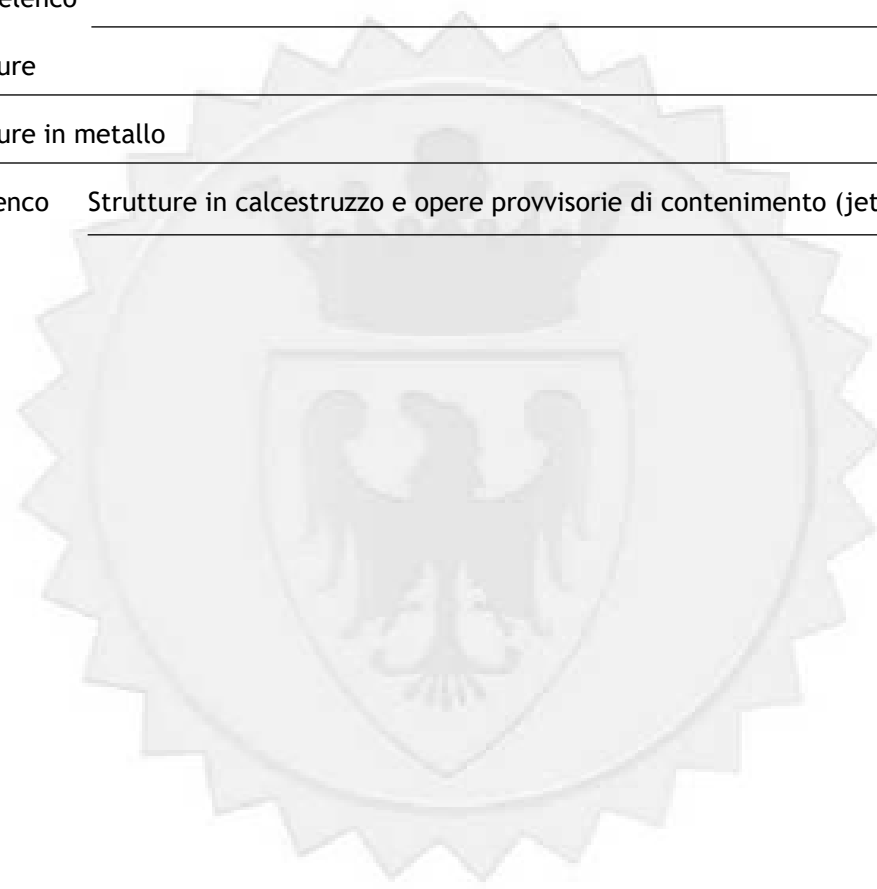 elenco
ure
ure in metallo
enco Strutture in calcestruzzo e opere provvisorie di contenimento (jet